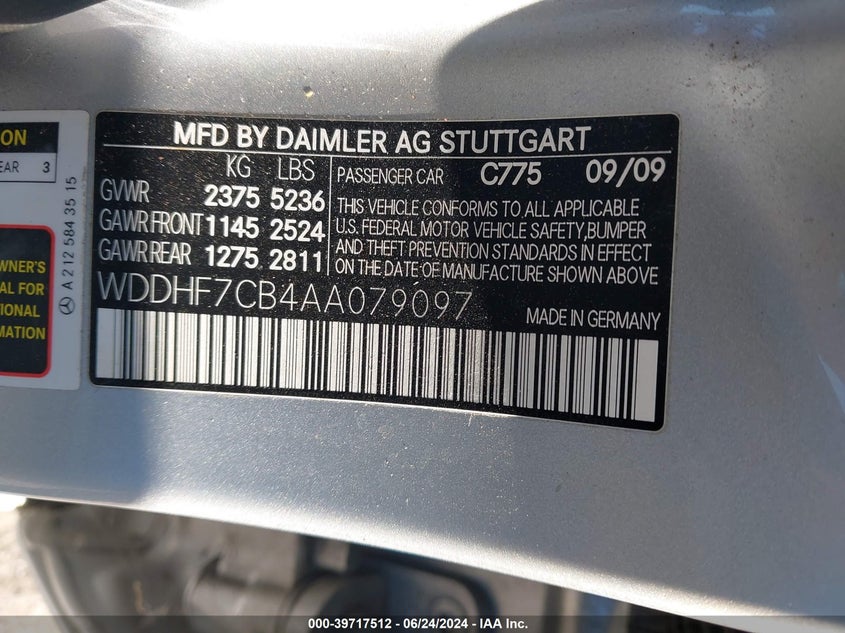 ON
EAR 3
WNER'S
AL FOR
TIONAL
MATION
A 212 584 35 15
MFD BY DAIMLER AG STUTTGART
KG LBS
GVWR 2375 5236
GAWR FRONT 1145 2524
GAWR REAR 1275 2811
PASSENGER CAR C775 09/09
THIS VEHICLE CONFORMS TO ALL APPLICABLE
U.S. FEDERAL MOTOR VEHICLE SAFETY, BUMPER
AND THEFT PREVENTION STANDARDS IN EFFECT
ON THE DATE OF MANUFACTURE SHOWN ABOVE
WDDHF7CB4AA079097
MADE IN GERMANY
000-39717512 - 06/24/2024 - IAA Inc.